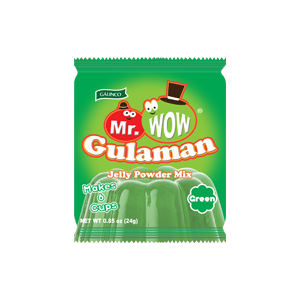 GALINCO
Mr. WOW
®
Gulaman
Jelly Powder Mix
Makes
6
Cups
Green
NET WT 0.85 oz (24g)